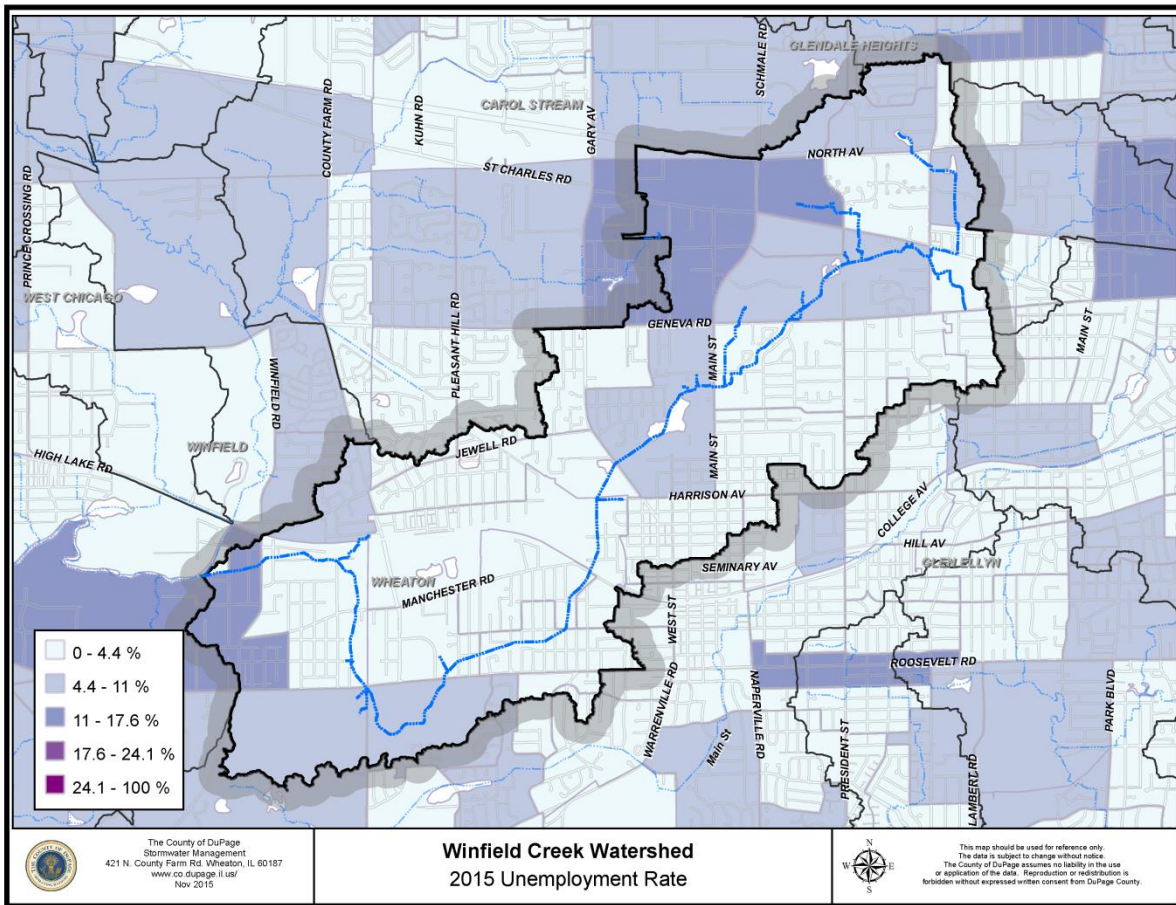 GLENDALE HEIGHTS
SCHMALE RD
CAROL STREAM
COUNTY FARM RD
KUHN RD
GARY AV
NORTH AV
ST CHARLES RD
PRINCE CROSSING RD
WEST CHICAGO
PLEASANT HILL RD
GENEVA RD
MAIN ST
MAIN ST
WINFIELD RD
WINFIELD
HIGH LAKE RD
JEWELL RD
MAIN ST
HARRISON AV
COLLEGE AV
HILL AV
GLEN ELLYN
SEMINARY AV
WHEATON
MANCHESTER RD
WEST ST
ROOSEVELT RD
WARRENVILLE RD
NAPERVILLE RD
Main St
PRESIDENT ST
PARK BLVD
LAMBERT RD
0 - 4.4 %
4.4 - 11 %
11 - 17.6 %
17.6 - 24.1 %
24.1 - 100 %
The County of DuPage
Stormwater Management
421 N. County Farm Rd. Wheaton, IL 60187
www.co.dupage.il.us/
Nov 2015
Winfield Creek Watershed
2015 Unemployment Rate
N
W E
S
This map should be used for reference only.
The data is subject to change without notice.
The County of DuPage assumes no liability in the use
or application of the data. Reproduction or redistribution is
forbidden without expressed written consent from DuPage County.